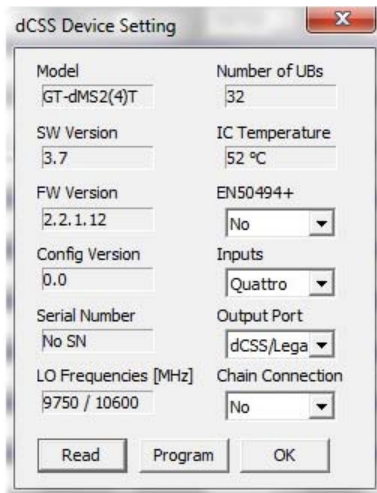 dCSS Device Setting
Model
GT-dMS2(4)T
Number of UBs
32
SW Version
3.7
IC Temperature
52 °C
FW Version
2.2.1.12
EN50494+
No
Config Version
0.0
Inputs
Quattro
Serial Number
No SN
Output Port
dCSS/Lega
LO Frequencies [MHz]
9750 / 10600
Chain Connection
No
Read
Program
OK